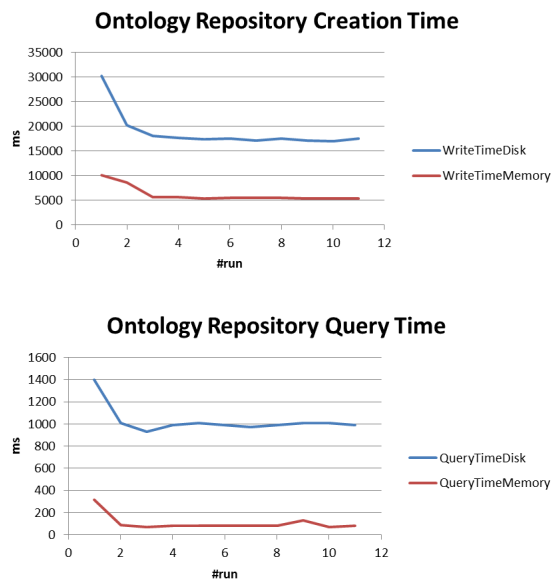 Ontology Repository Creation Time
35000
30000
25000
20000
15000
10000
5000
0
ms
0 2 4 6 8 10 12
#run
WriteTimeDisk
WriteTimeMemory
Ontology Repository Query Time
1600
1400
1200
1000
800
600
400
200
0
ms
0 2 4 6 8 10 12
#run
QueryTimeDisk
QueryTimeMemory